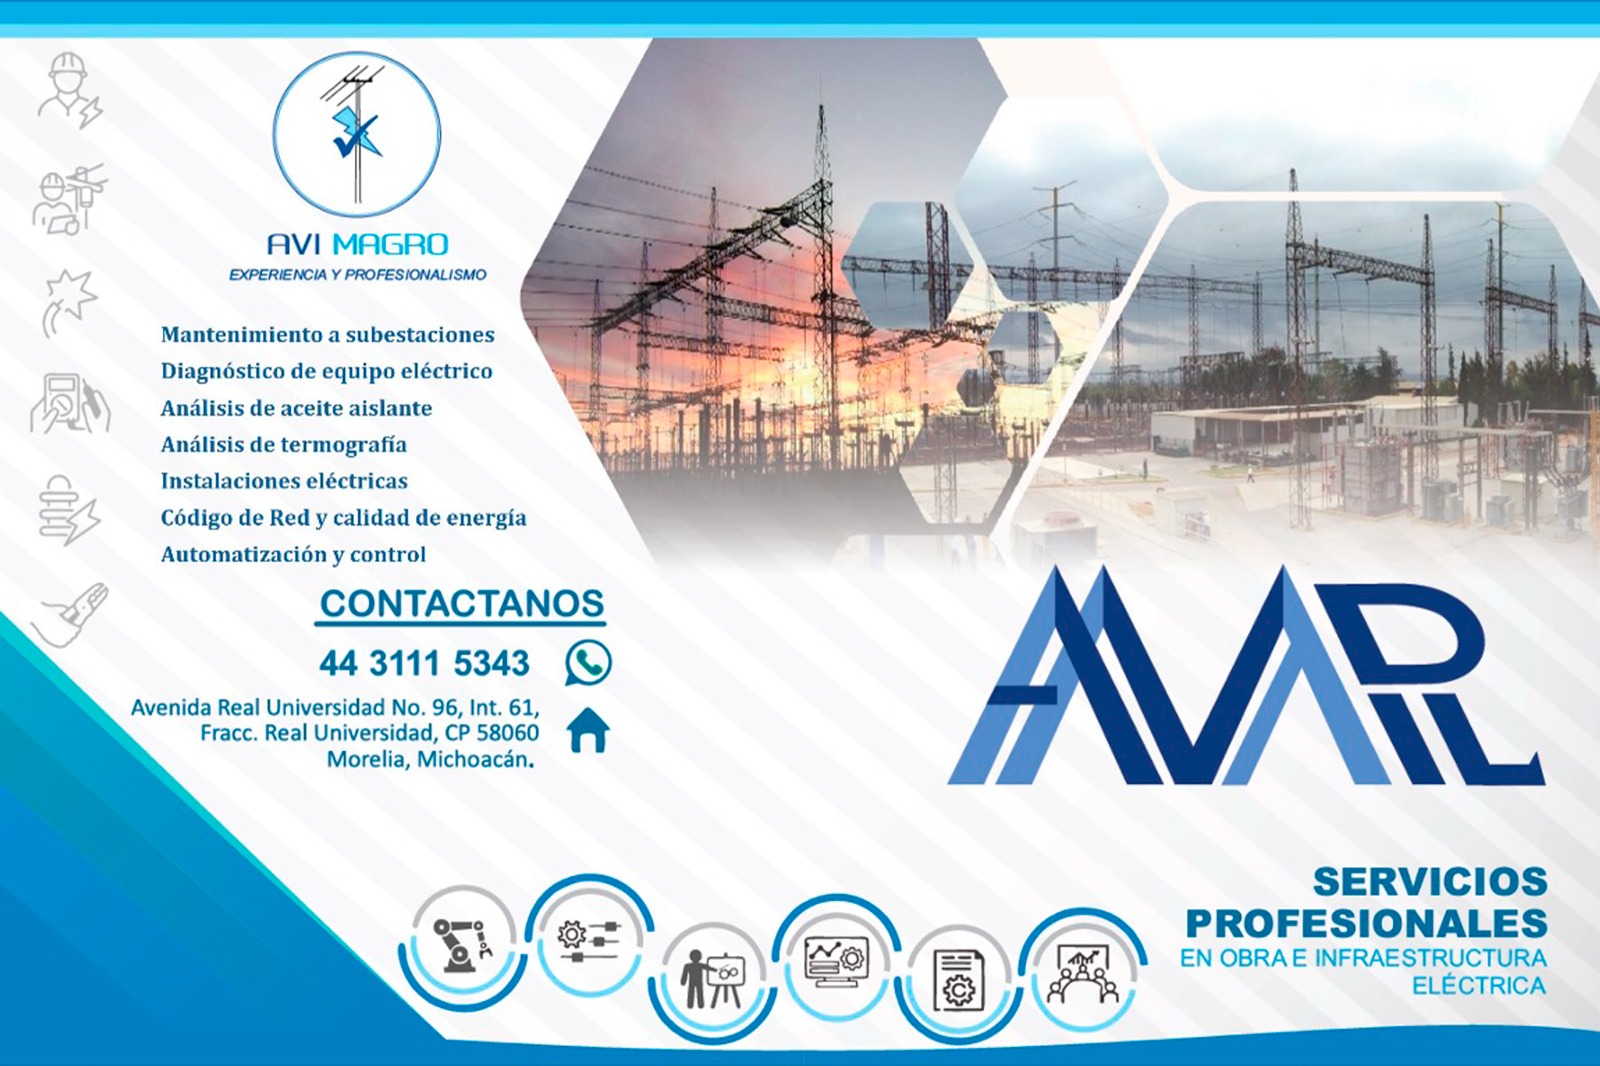 AVI MAGRO
EXPERIENCIA Y PROFESIONALISMO
Mantenimiento a subestaciones
Diagnóstico de equipo eléctrico
Análisis de aceite aislante
Análisis de termografía
Instalaciones eléctricas
Código de Red y calidad de energía
Automatización y control
CONTACTANOS
44 3111 5343
Avenida Real Universidad No. 96, Int. 61,
Fracc. Real Universidad, CP 58060
Morelia, Michoacán.
SERVICIOS
PROFESIONALES
EN OBRA E INFRAESTRUCTURA
ELÉCTRICA